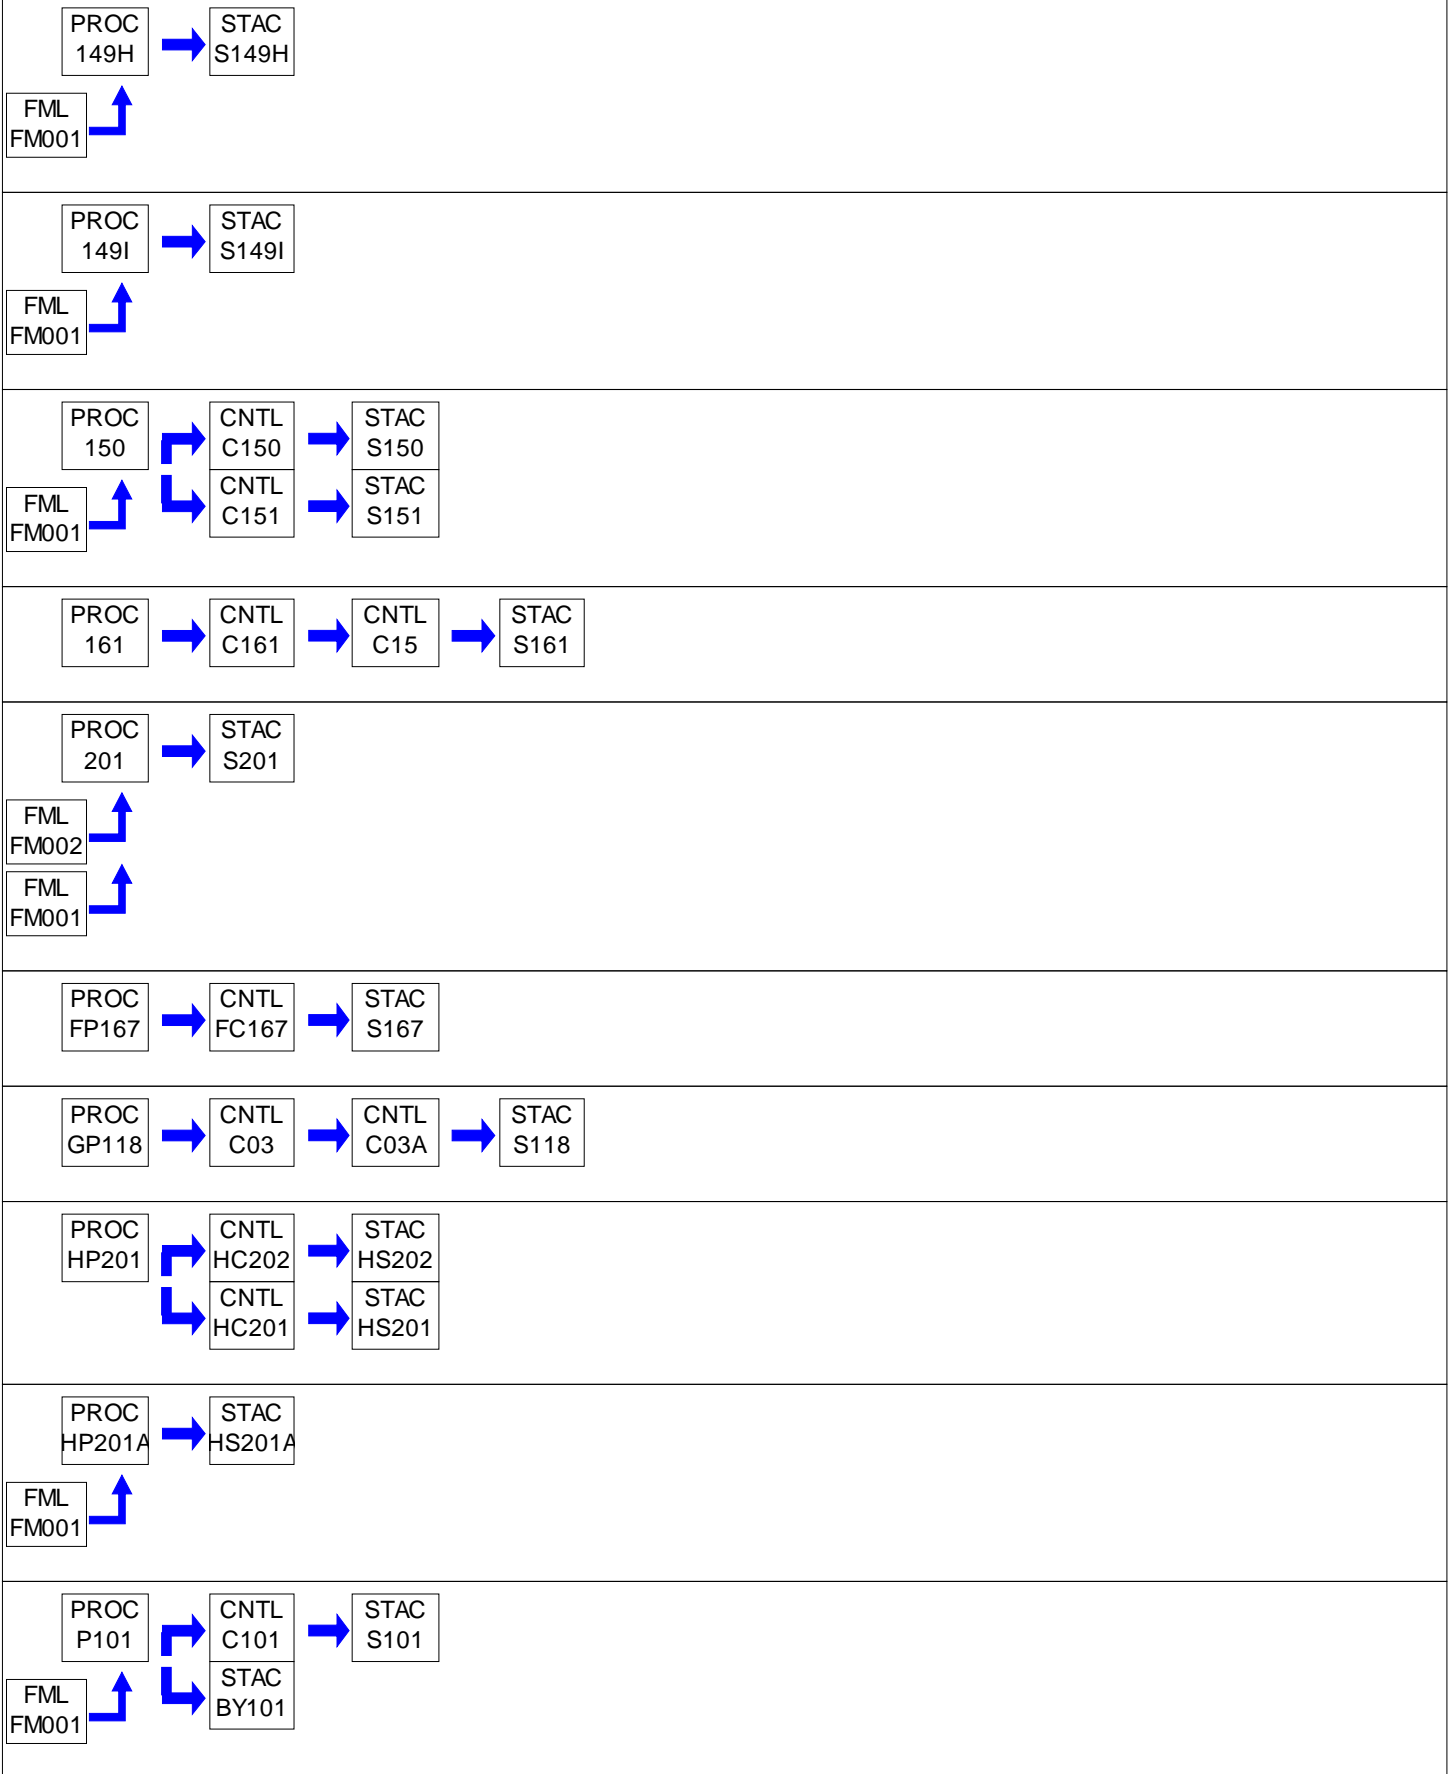 PROC
149H
STAC
S149H
FML
FM001
PROC
149I
STAC
S149I
FML
FM001
PROC
150
CNTL
C150
STAC
S150
CNTL
C151
STAC
S151
FML
FM001
PROC
161
CNTL
C161
CNTL
C15
STAC
S161
PROC
201
STAC
S201
FML
FM002
FML
FM001
PROC
FP167
CNTL
FC167
STAC
S167
PROC
GP118
CNTL
C03
CNTL
C03A
STAC
S118
PROC
HP201
CNTL
HC202
STAC
HS202
CNTL
HC201
STAC
HS201
PROC
HP201A
STAC
HS201A
FML
FM001
PROC
P101
CNTL
C101
STAC
S101
STAC
BY101
FML
FM001